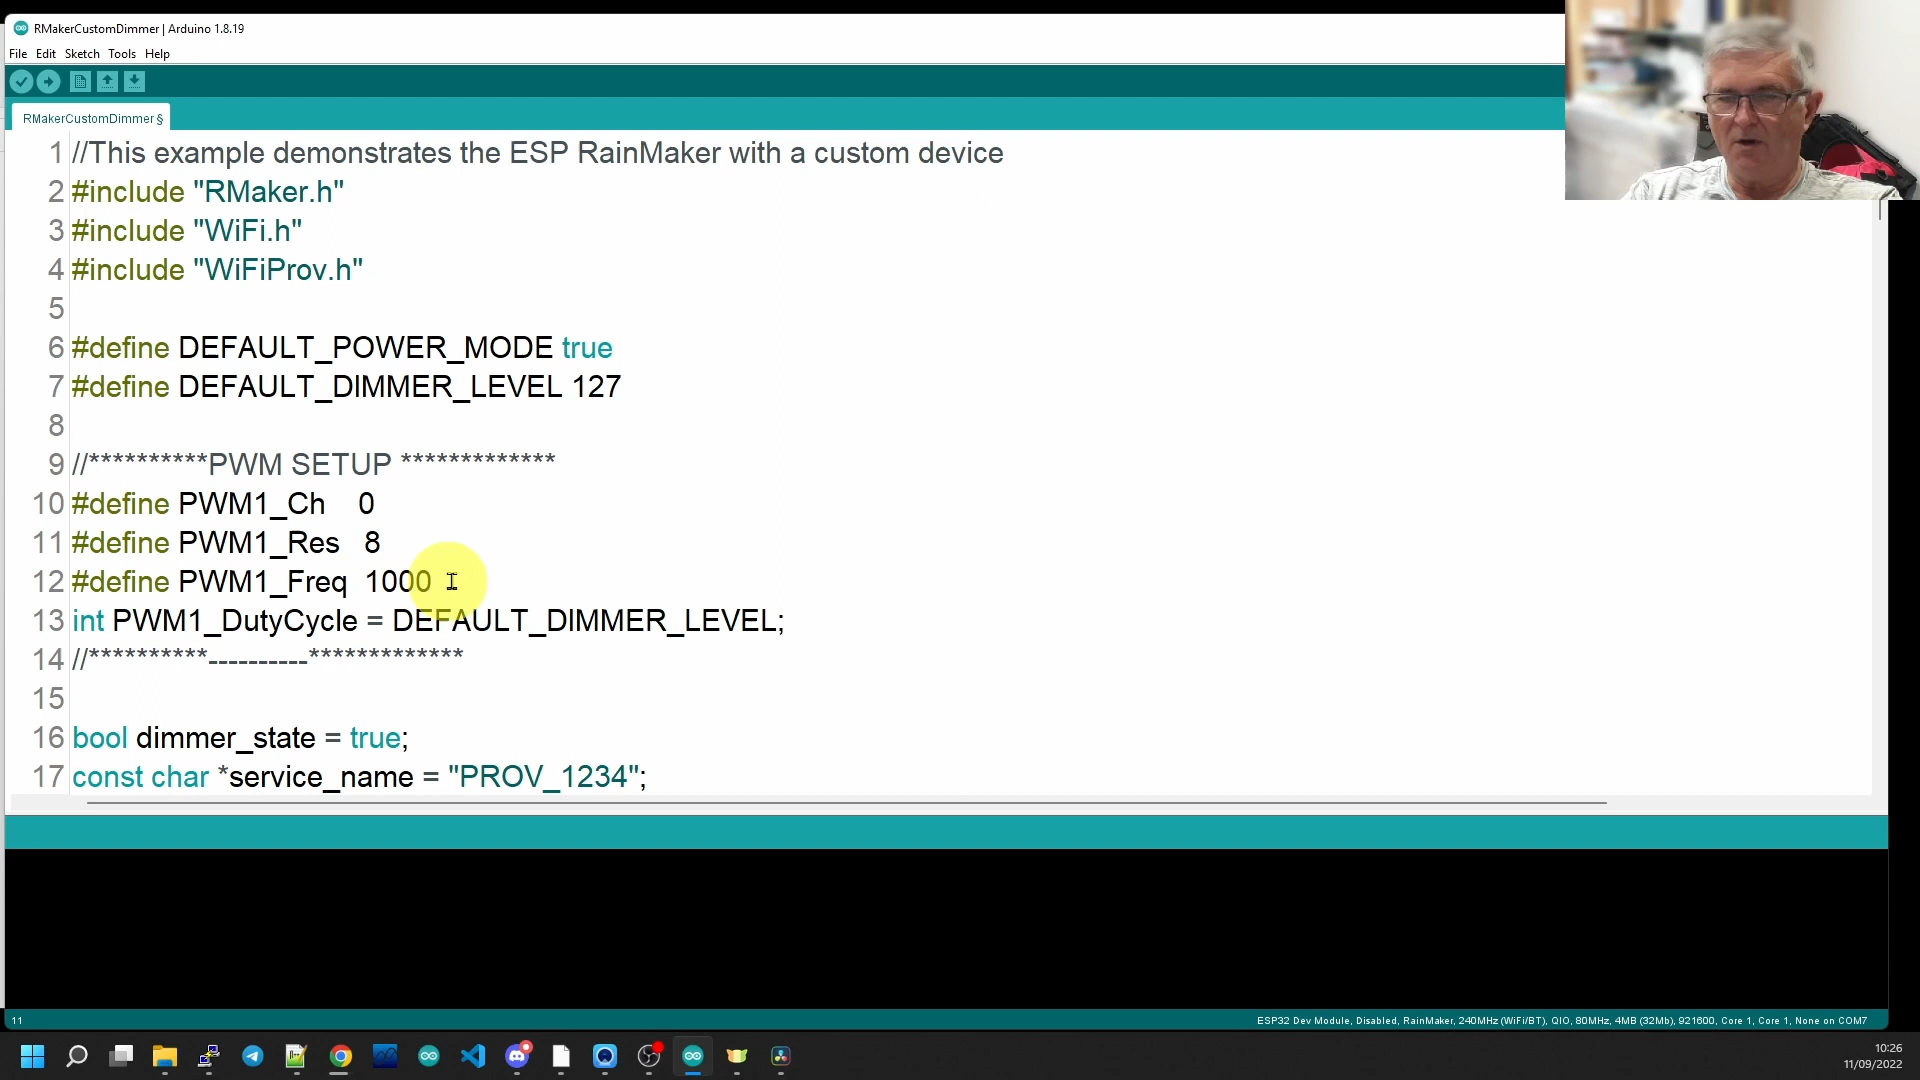 RMakerCustomDimmer | Arduino 1.8.19
File Edit Sketch Tools Help
RMakerCustomDimmer §
1 //This example demonstrates the ESP RainMaker with a custom device
2 #include "RMaker.h"
3 #include "WiFi.h"
4 #include "WiFiProv.h"
5
6 #define DEFAULT_POWER_MODE true
7 #define DEFAULT_DIMMER_LEVEL 127
8
9 //**********PWM SETUP *************
10 #define PWM1_Ch    0
11 #define PWM1_Res   8
12 #define PWM1_Freq  1000
13 int PWM1_DutyCycle = DEFAULT_DIMMER_LEVEL;
14 //**********----------*************
15
16 bool dimmer_state = true;
17 const char *service_name = "PROV_1234";
11 ESP32 Dev Module, Disabled, RainMaker, 240MHz (WiFi/BT), QIO, 80MHz, 4MB (32Mb), 921600, Core 1, Core 1, None on COM7
10:26
11/09/2022